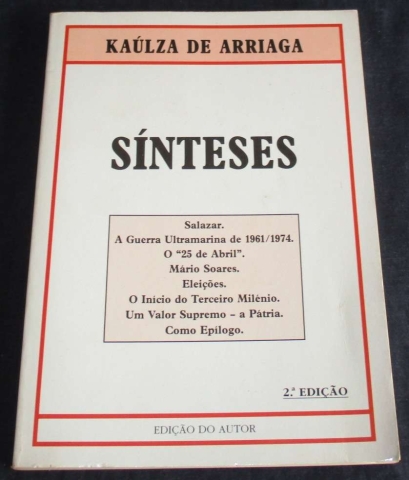 KAÚLZA DE ARRIAGA
SÍNTESES
Salazar.
A Guerra Ultramarina de 1961/1974.
O "25 de Abril".
Mário Soares.
Eleições.
O Início do Terceiro Milénio.
Um Valor Supremo – a Pátria.
Como Epílogo.
2.ª EDIÇÃO
EDIÇÃO DO AUTOR